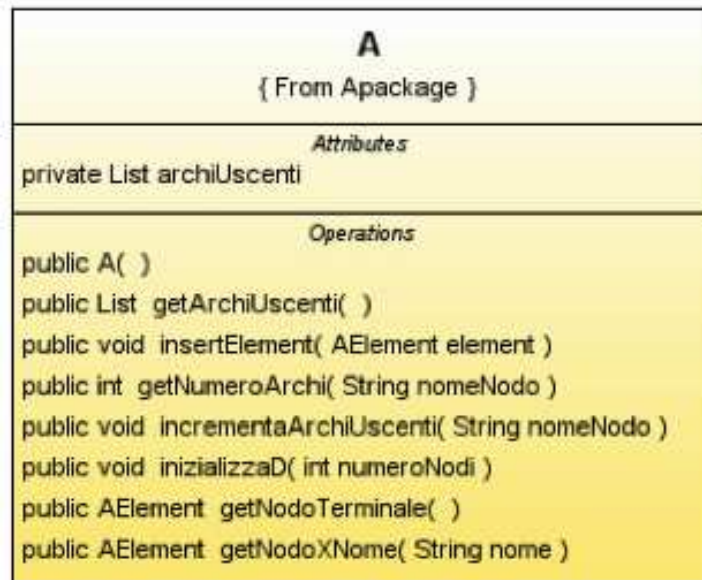 A
{ From Apackage }
Attributes
private List archiUscenti
Operations
public A( )
public List getArchiUscenti( )
public void insertElement( AElement element )
public int getNumeroArchi( String nomeNodo )
public void incrementaArchiUscenti( String nomeNodo )
public void inizializzaD( int numeroNodi )
public AElement getNodoTerminale( )
public AElement getNodoXNome( String nome )